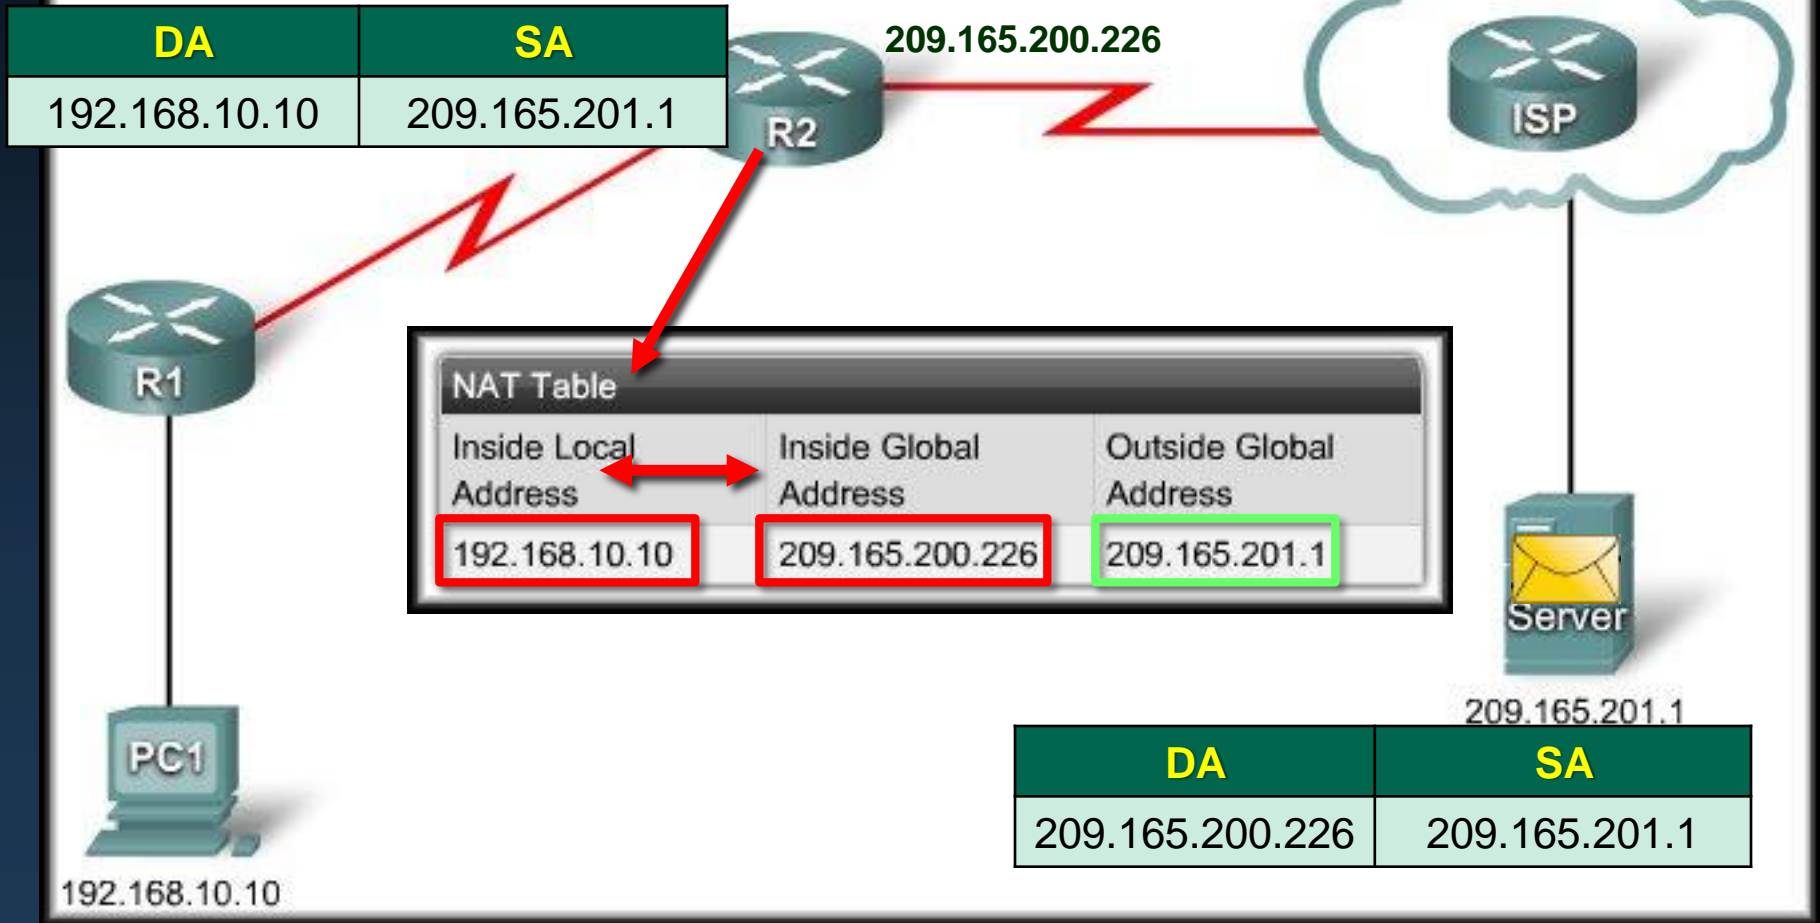 DA SA
192.168.10.10 209.165.201.1
209.165.200.226
R2
ISP
R1
NAT Table
Inside Local Inside Global Outside Global
Address Address Address
192.168.10.10 209.165.200.226 209.165.201.1
Server
209.165.201.1
PC1
192.168.10.10
DA SA
209.165.200.226 209.165.201.1